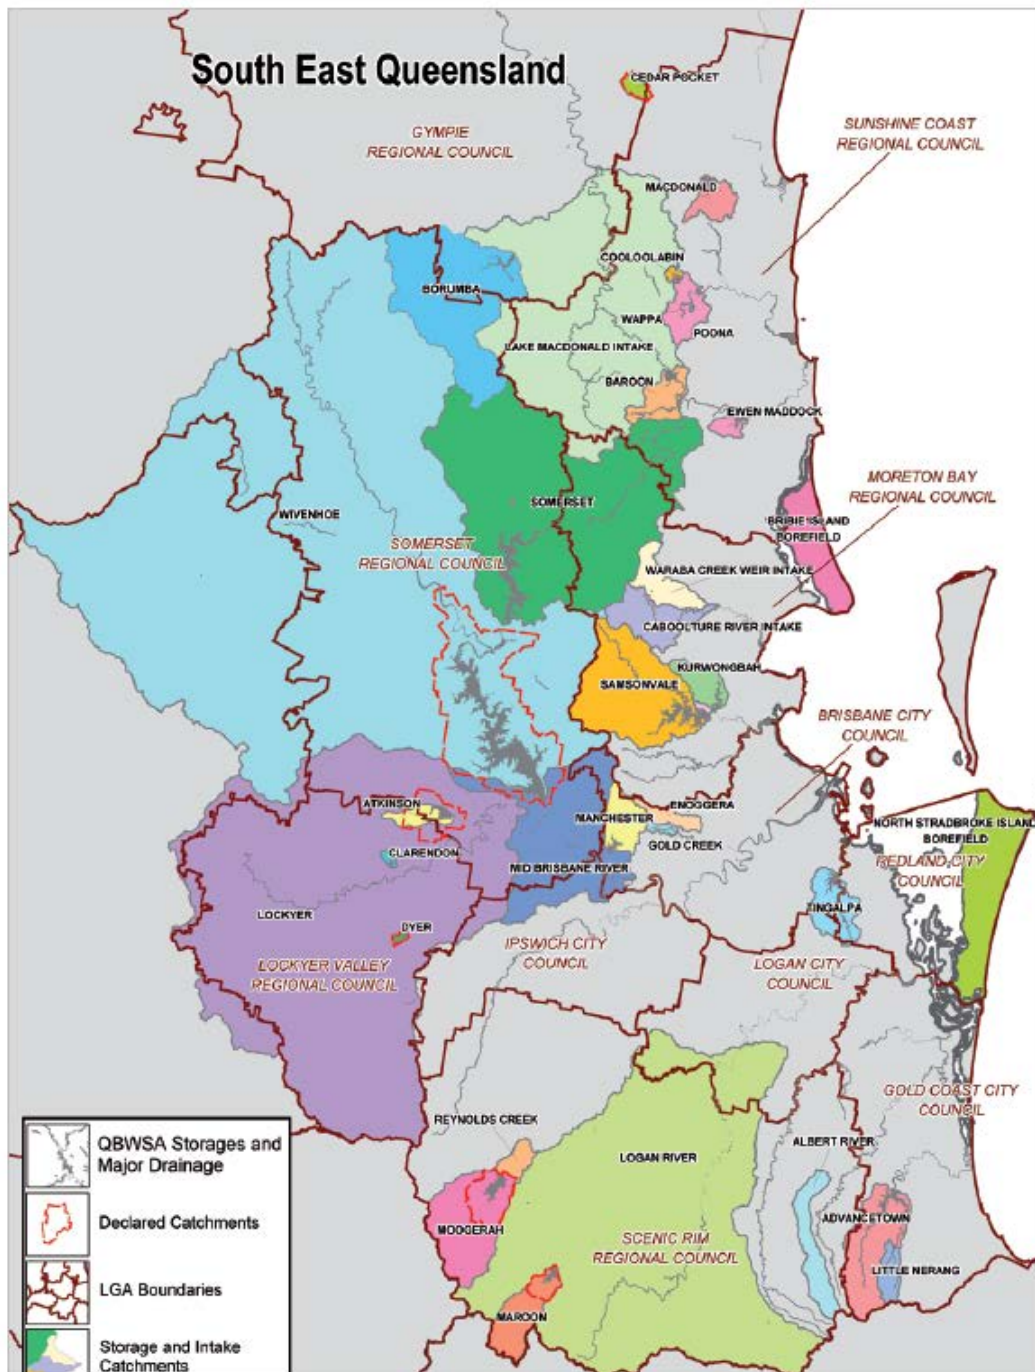 South East Queensland
CEDAR POCKET
GYMPIE
REGIONAL COUNCIL
SUNSHINE COAST
REGIONAL COUNCIL
MACDONALD
COOLOOLABIN
BORUMBA
WAPPA
POONA
LAKE MACDONALD INTAKE
BAROON
EWEN MADDOCK
MORETON BAY
REGIONAL COUNCIL
SOMERSET
WIVENHOE
BRIBIE ISLAND
BOREFIELD
SOMERSET
REGIONAL COUNCIL
WARABA CREEK WEIR INTAKE
CABOOLTURE RIVER INTAKE
KURWONGBAH
SAMSONVALE
BRISBANE CITY
COUNCIL
ATKINSON
ENOGGERA
MANCHESTER
NORTH STRADBROKE ISLAND
BOREFIELD
GOLD CREEK
CLARENDON
REDLAND CITY
COUNCIL
MID BRISBANE RIVER
TINGALPA
LOCKYER
DYER
IPSWICH CITY
COUNCIL
LOCKYER VALLEY
REGIONAL COUNCIL
LOGAN CITY
COUNCIL
GOLD COAST CITY
COUNCIL
REYNOLDS CREEK
ALBERT RIVER
LOGAN RIVER
ADVANCETOWN
MOOGERAH
SCENIC RIM
REGIONAL COUNCIL
LITTLE NERANG
MAROON
QBWSA Storages and
Major Drainage
Declared Catchments
LGA Boundaries
Storage and Intake
Catchments